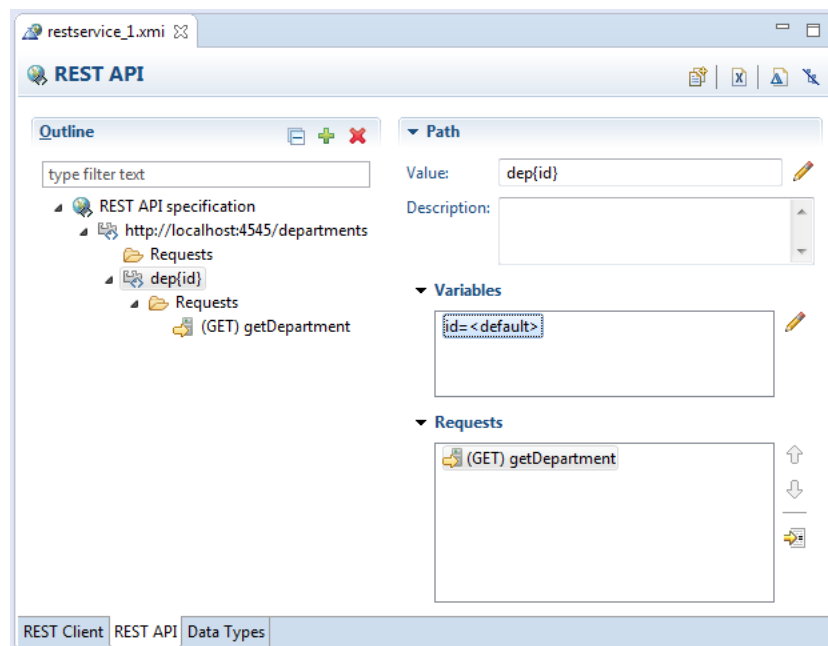 restservice_1.xmi
REST API
Outline
type filter text
REST API specification
http://localhost:4545/departments
Requests
dep{id}
Requests
(GET) getDepartment
Path
Value: dep{id}
Description:
Variables
id=<default>
Requests
(GET) getDepartment
REST Client REST API Data Types